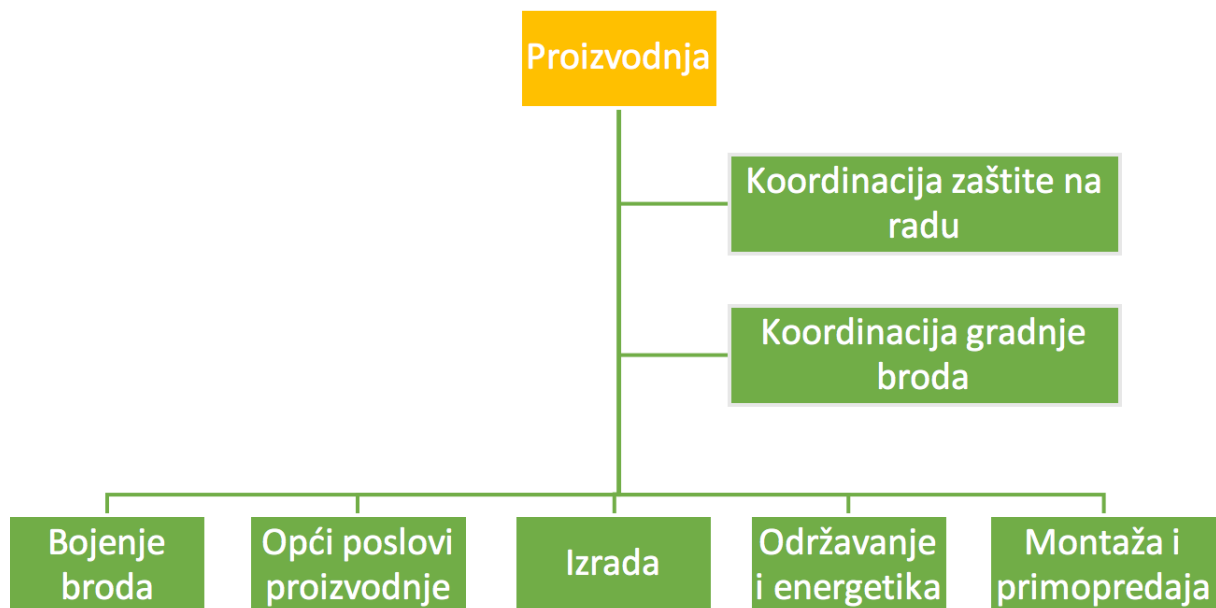 Proizvodnja
Koordinacija zaštite na
radu
Koordinacija gradnje
broda
Bojenje
broda
Opći poslovi
proizvodnje
Izrada
Održavanje
i energetika
Montaža i
primopredaja